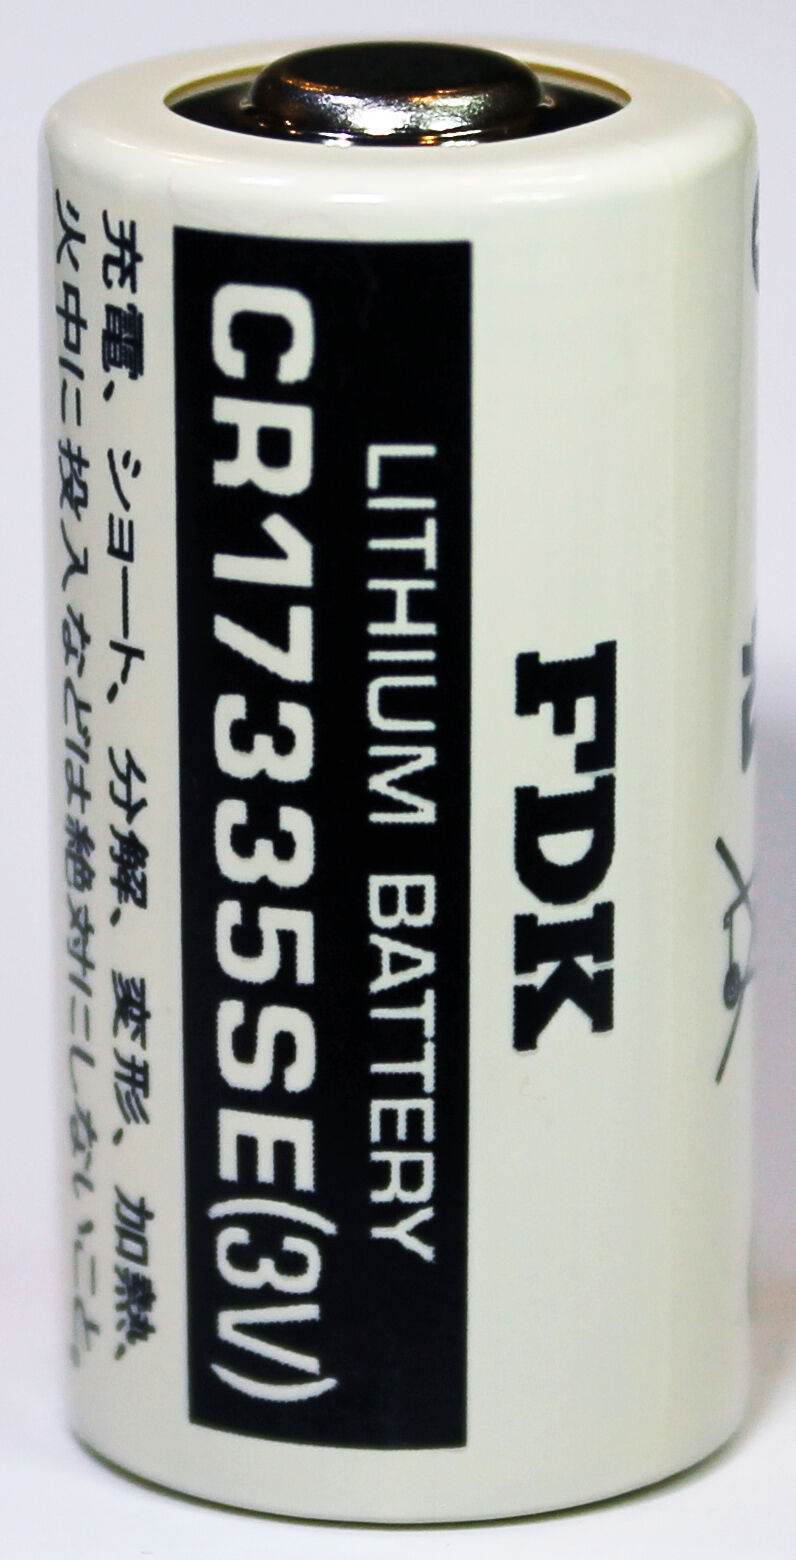 FDK
LITHIUM BATTERY
CR17335SE(3V)
充電、ショート、分解、変形、加熱、
火中に投入などは絶対にしないこと。